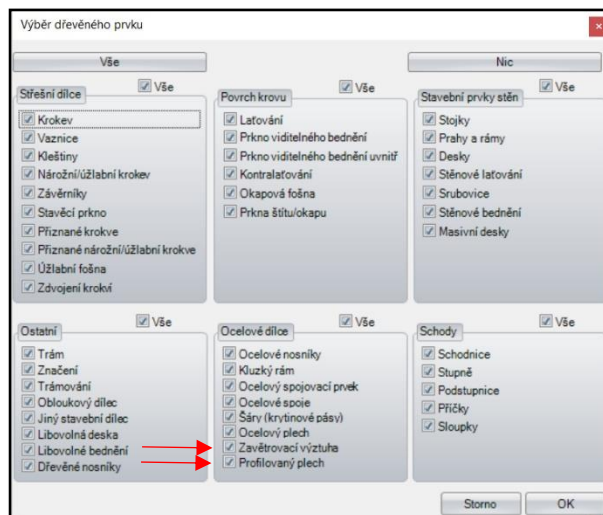 Výběr dřevěného prvku
Vše
Nic
Střešní dílce
Vše
Krokev
Vaznice
Kleštiny
Nárožní/úžlabní krokev
Závěrníky
Stavěcí prkno
Přiznané krokve
Přiznané nárožní/úžlabní krokve
Úžlabní fošna
Zdvojení krokví
Povrch krovu
Vše
Laťování
Prkno viditelného bednění
Prkno viditelného bednění uvnitř
Kontralaťování
Okapová fošna
Prkna štítu/okapu
Stavební prvky stěn
Vše
Stojky
Prahy a rámy
Desky
Stěnové laťování
Srubovice
Stěnové bednění
Masivní desky
Ostatní
Vše
Trám
Značení
Trámování
Obloukový dílec
Jiný stavební dílec
Libovolná deska
Libovolné bednění
Dřevěné nosníky
Ocelové dílce
Vše
Ocelové nosníky
Kluzký rám
Ocelový spojovací prvek
Ocelové spoje
Šáry (krytinové pásy)
Ocelový plech
Zavětrovací výztuha
Profilovaný plech
Schody
Vše
Schodnice
Stupně
Podstupnice
Příčky
Sloupky
Storno
OK